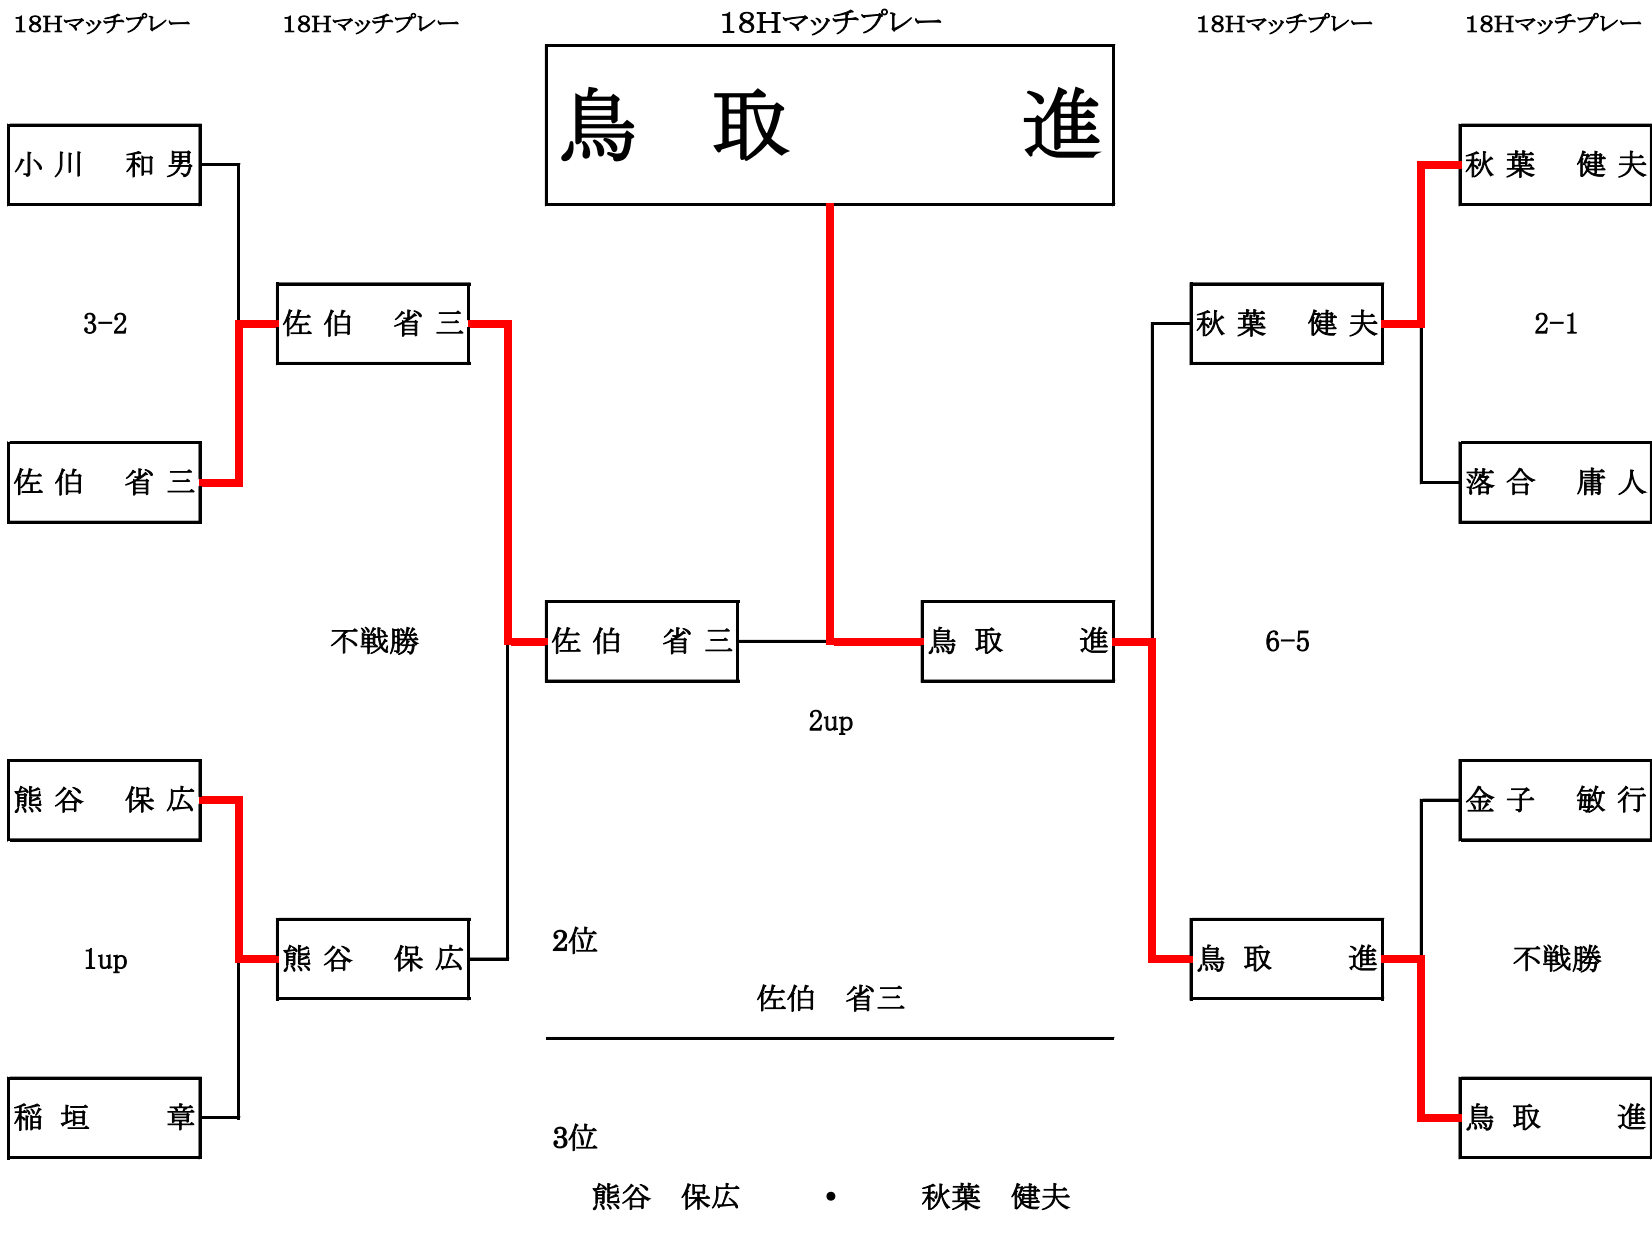 18Hマッチプレー 18Hマッチプレー 18Hマッチプレー 18Hマッチプレー 18Hマッチプレー
鳥 取 進
小川 和男
秋葉 健夫
3-2
佐伯 省三
秋葉 健夫
2-1
佐伯 省三
落合 庸人
不戦勝
佐伯 省三
鳥取 進
6-5
2up
熊谷 保広
金子 敏行
1up
熊谷 保広
2位
鳥取 進
不戦勝
佐伯 省三
稲垣 章
鳥取 進
3位
熊谷 保広 ・ 秋葉 健夫